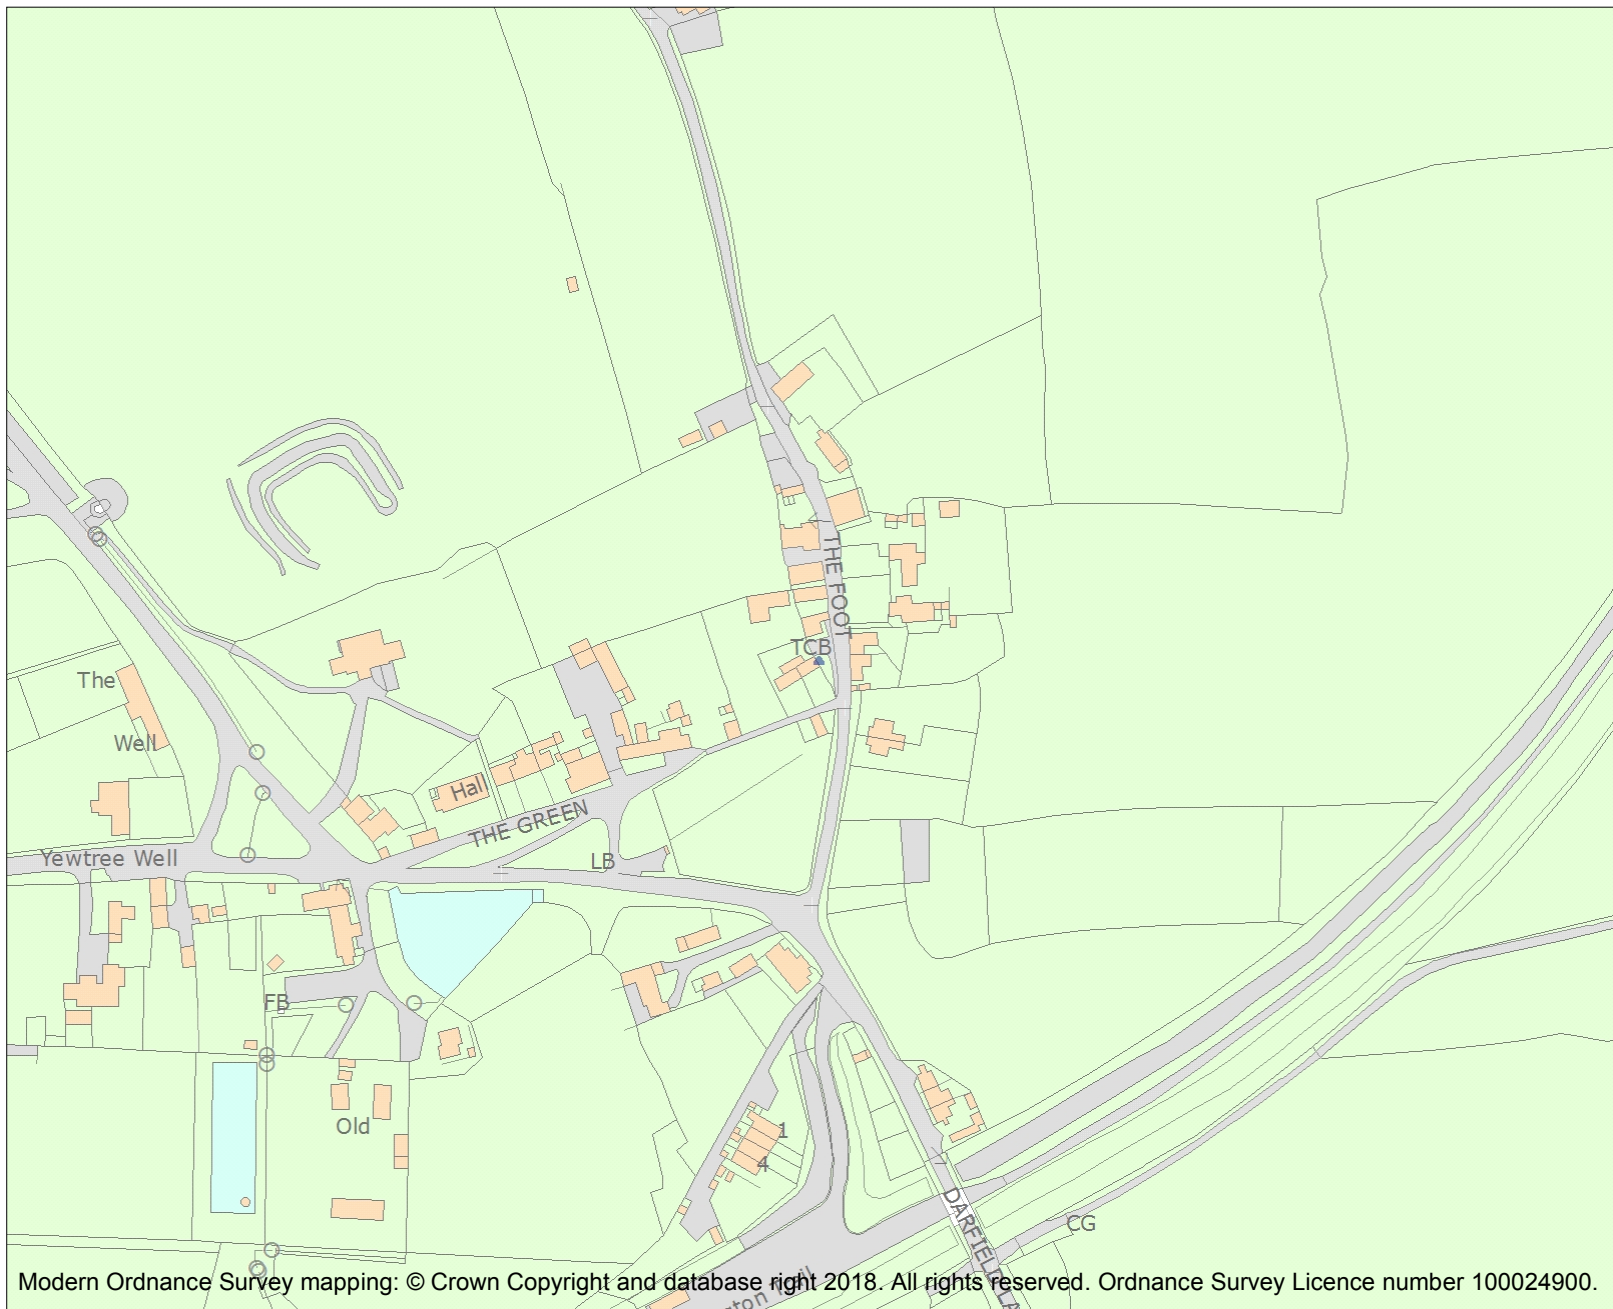 THE FOOT
TCB
The
Well
Hall
THE GREEN
Yewtree Well
LB
FB
Old
1
4
CG
Modern Ordnance Survey mapping: © Crown Copyright and database right 2018. All rights reserved. Ordnance Survey Licence number 100024900.